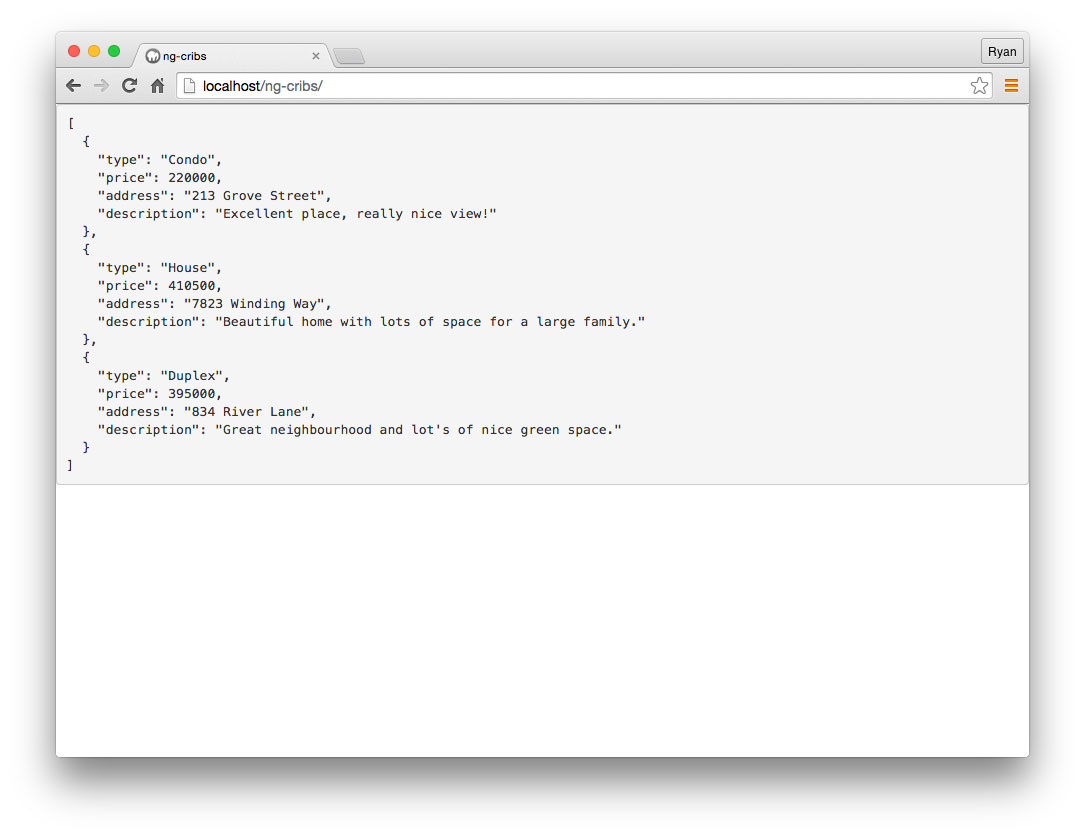 ng-cribs
Ryan
localhost/ng-cribs/
[
  {
    "type": "Condo",
    "price": 220000,
    "address": "213 Grove Street",
    "description": "Excellent place, really nice view!"
  },
  {
    "type": "House",
    "price": 410500,
    "address": "7823 Winding Way",
    "description": "Beautiful home with lots of space for a large family."
  },
  {
    "type": "Duplex",
    "price": 395000,
    "address": "834 River Lane",
    "description": "Great neighbourhood and lot's of nice green space."
  }
]